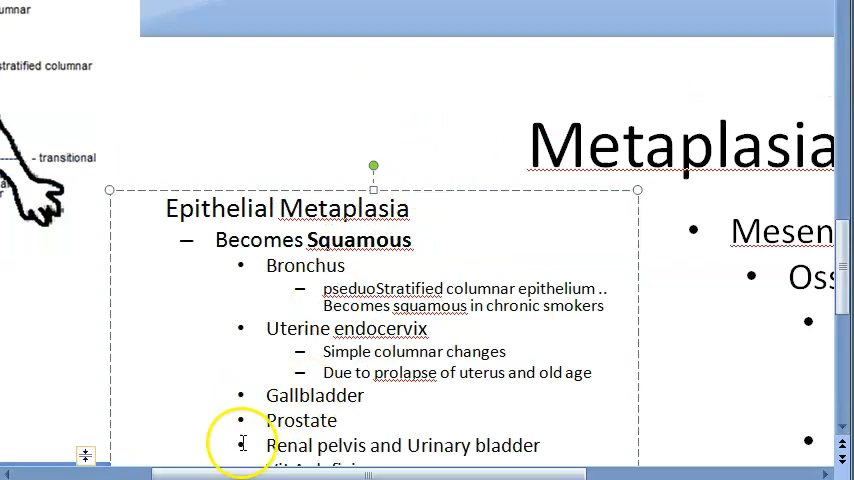 umnar
stratified columnar
- transitional
Metaplasia
Epithelial Metaplasia
– Becomes Squamous
• Bronchus
– pseduoStratified columnar epithelium ..
Becomes squamous in chronic smokers
• Uterine endocervix
– Simple columnar changes
– Due to prolapse of uterus and old age
• Gallbladder
• Prostate
• Renal pelvis and Urinary bladder
• Mesen
• Oss